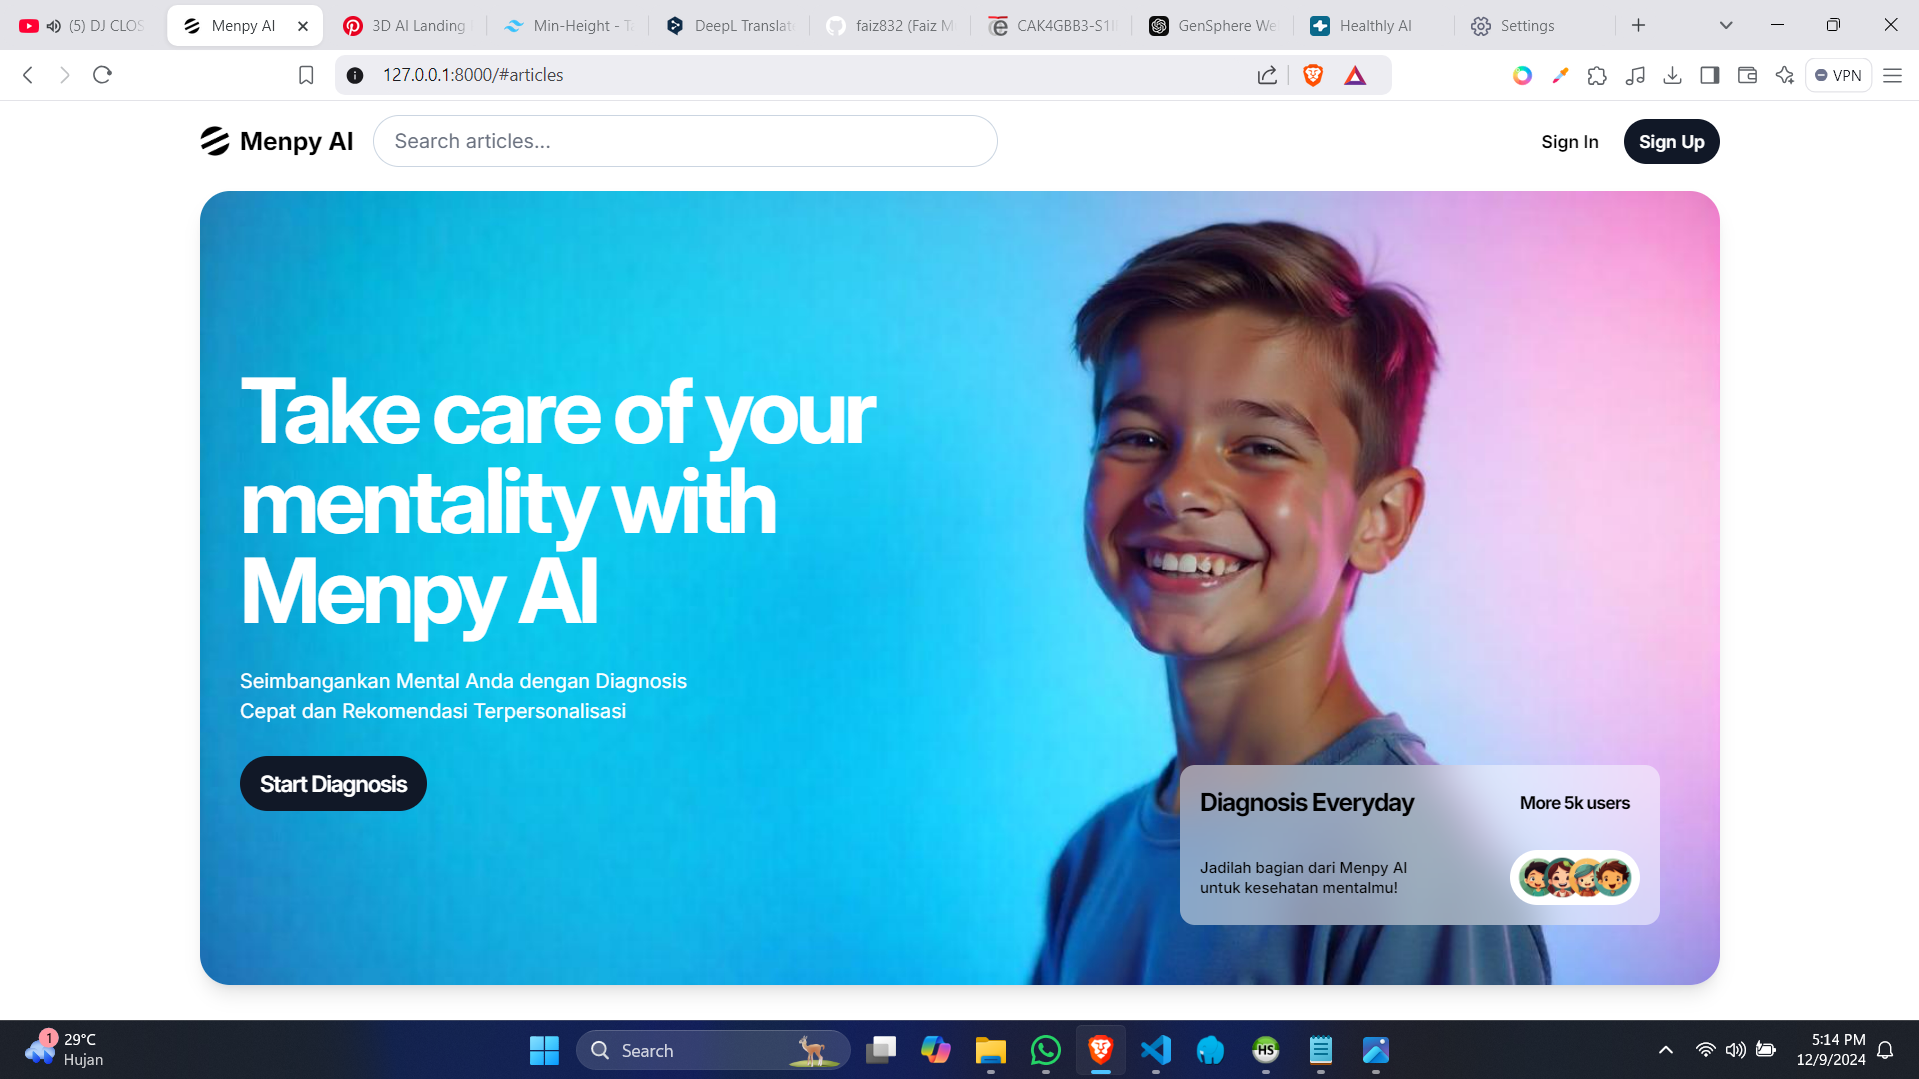 (5) DJ CLOS
Menpy AI
3D AI Landing
Min-Height - Ta
DeepL Translate
faiz832 (Faiz M
CAK4GBB3-S1I
GenSphere We
Healthly AI
Settings
127.0.0.1:8000/#articles
VPN
Menpy AI
Search articles...
Sign In
Sign Up
Take care of your
mentality with
Menpy AI
Seimbangankan Mental Anda dengan Diagnosis
Cepat dan Rekomendasi Terpersonalisasi
Start Diagnosis
Diagnosis Everyday
More 5k users
Jadilah bagian dari Menpy AI
untuk kesehatan mentalmu!
1
29°C
Hujan
Search
HS
5:14 PM
12/9/2024